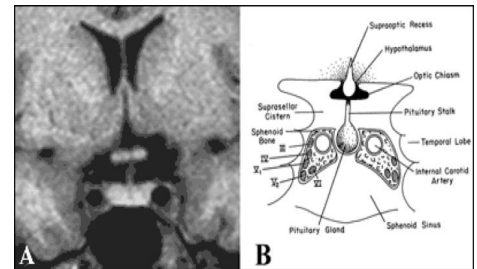 Supraoptic Recess
Hypothalamus
Optic Chiasm
Suprasellar
Cistern
Pituitary Stalk
Sphenoid
Bone
III
IV
V₁
V₂
VI
Temporal Lobe
Internal Carotid
Artery
Pituitary Gland
Sphenoid Sinus
A
B